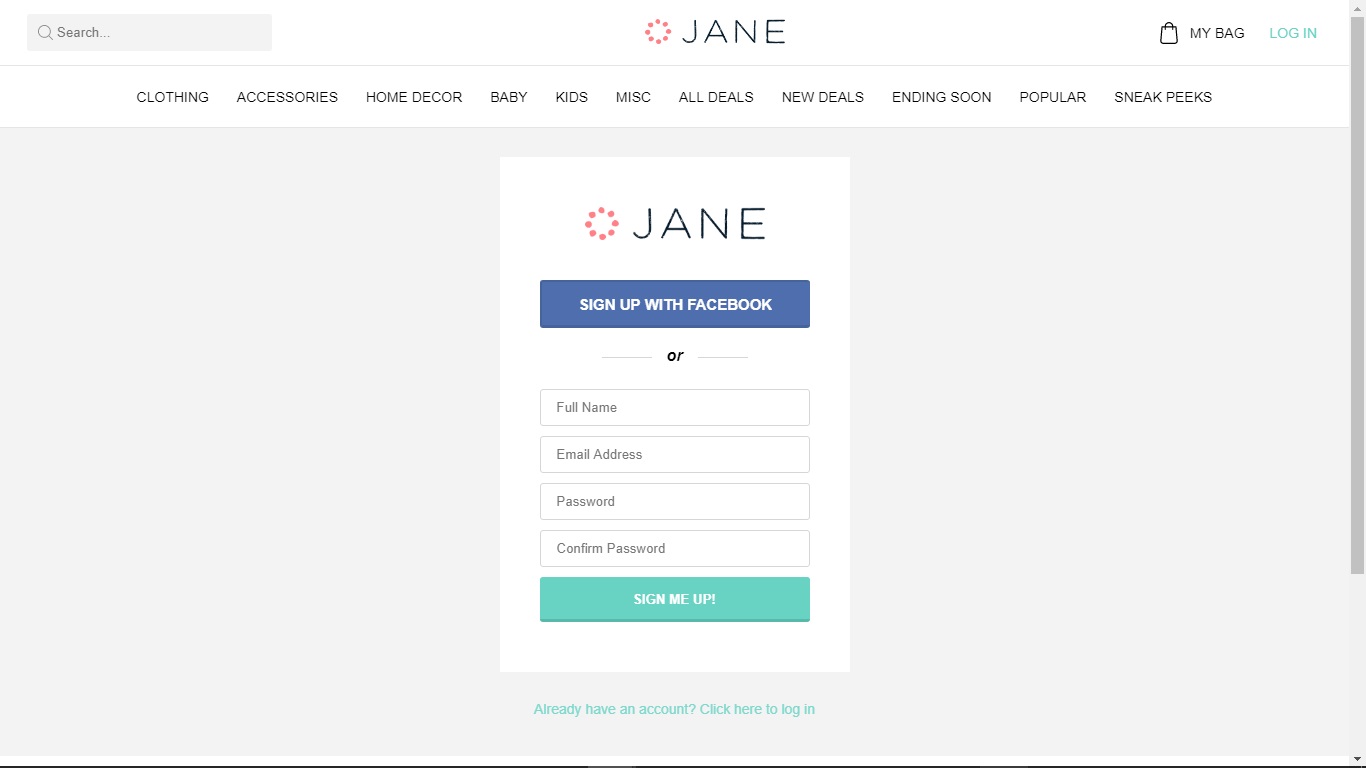 Search...
JANE
MY BAG
LOG IN
CLOTHING ACCESSORIES HOME DECOR BABY KIDS MISC ALL DEALS NEW DEALS ENDING SOON POPULAR SNEAK PEEKS
JANE
SIGN UP WITH FACEBOOK
or
Full Name
Email Address
Password
Confirm Password
SIGN ME UP!
Already have an account? Click here to log in